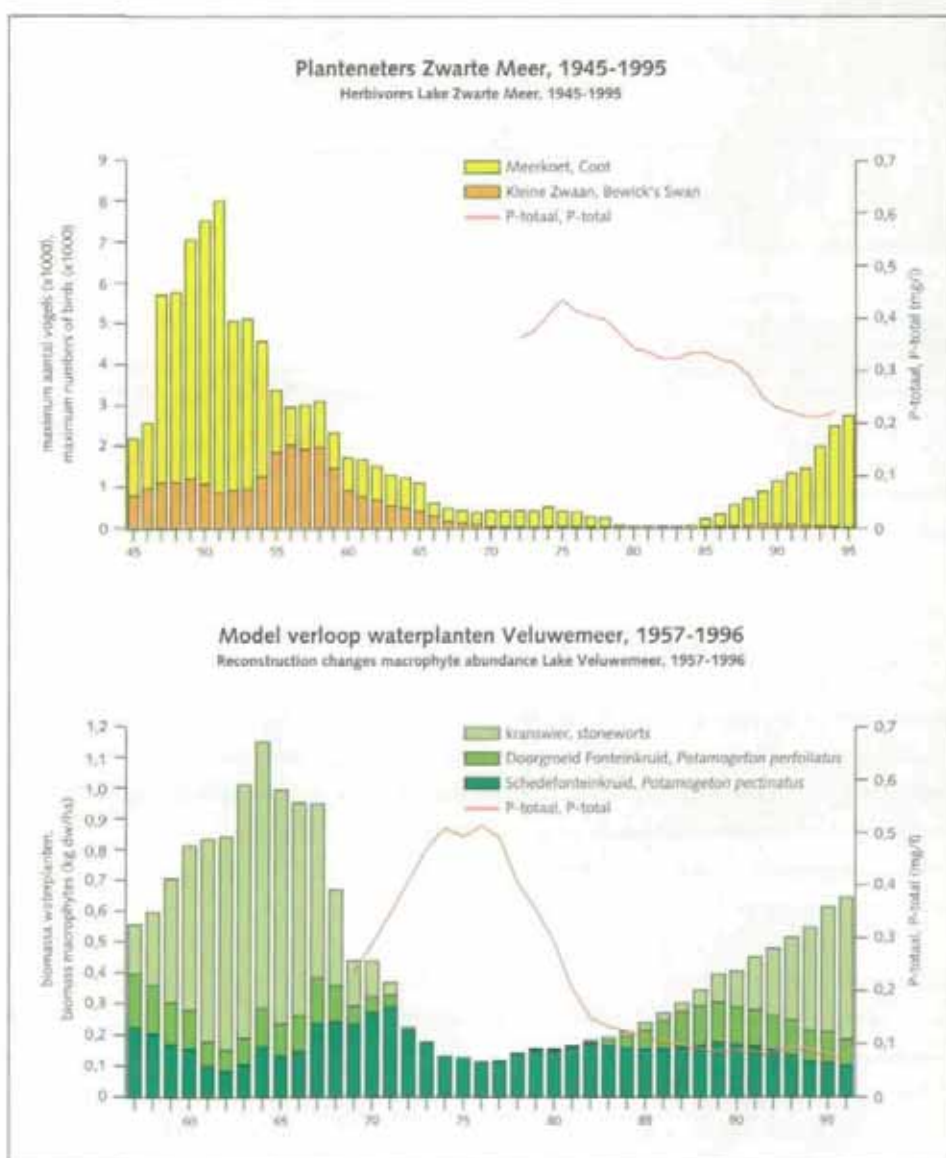 Planteneters Zwarte Meer, 1945-1995
Herbivores Lake Zwarte Meer, 1945-1995
maximum aantal vogels (x1000),
maximum numbers of birds (x1000)
9
8
7
6
5
4
3
2
1
0
Meerkoet, Coot
Kleine Zwaan, Bewick's Swan
P-totaal, P-total
0,7
0,6
0,5
0,4
0,3
0,2
0,1
0
P-totaal, P-total (mg/l)
45 50 55 60 65 70 75 80 85 90 95
Model verloop waterplanten Veluwemeer, 1957-1996
Reconstruction changes macrophyte abundance Lake Veluwemeer, 1957-1996
biomassa waterplanten,
biomass macrophytes (kg dw/ha)
1,2
1,1
1,0
0,9
0,8
0,7
0,6
0,5
0,4
0,3
0,2
0,1
0
kranswier, stoneworts
Doorgroeid Fonteinkruid, Potamogeton perfoliatus
Schedefonteinkruid, Potamogeton pectinatus
P-totaal, P-total
0,7
0,6
0,5
0,4
0,3
0,2
0,1
0
P-totaal, P-total (mg/l)
60 65 70 75 80 85 90 95